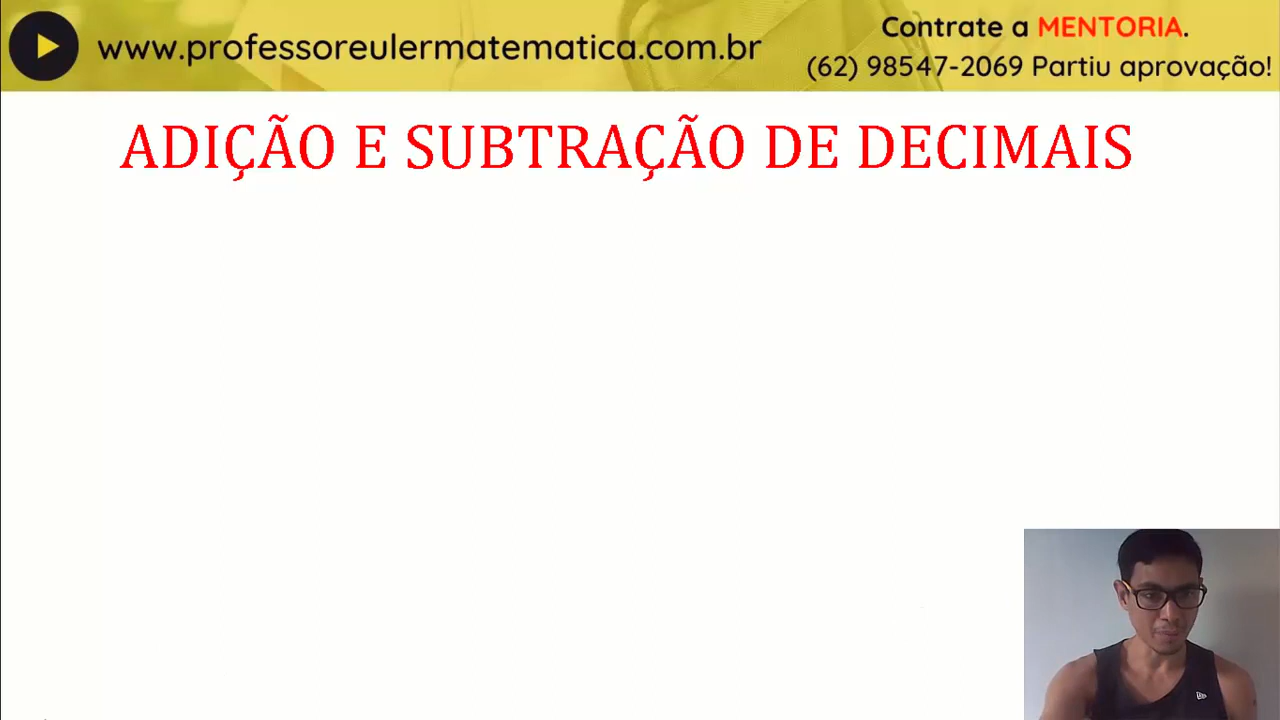 www.professoreulermatematica.com.br
Contrate a MENTORIA.
(62) 98547-2069 Partiu aprovação!
ADIÇÃO E SUBTRAÇÃO DE DECIMAIS